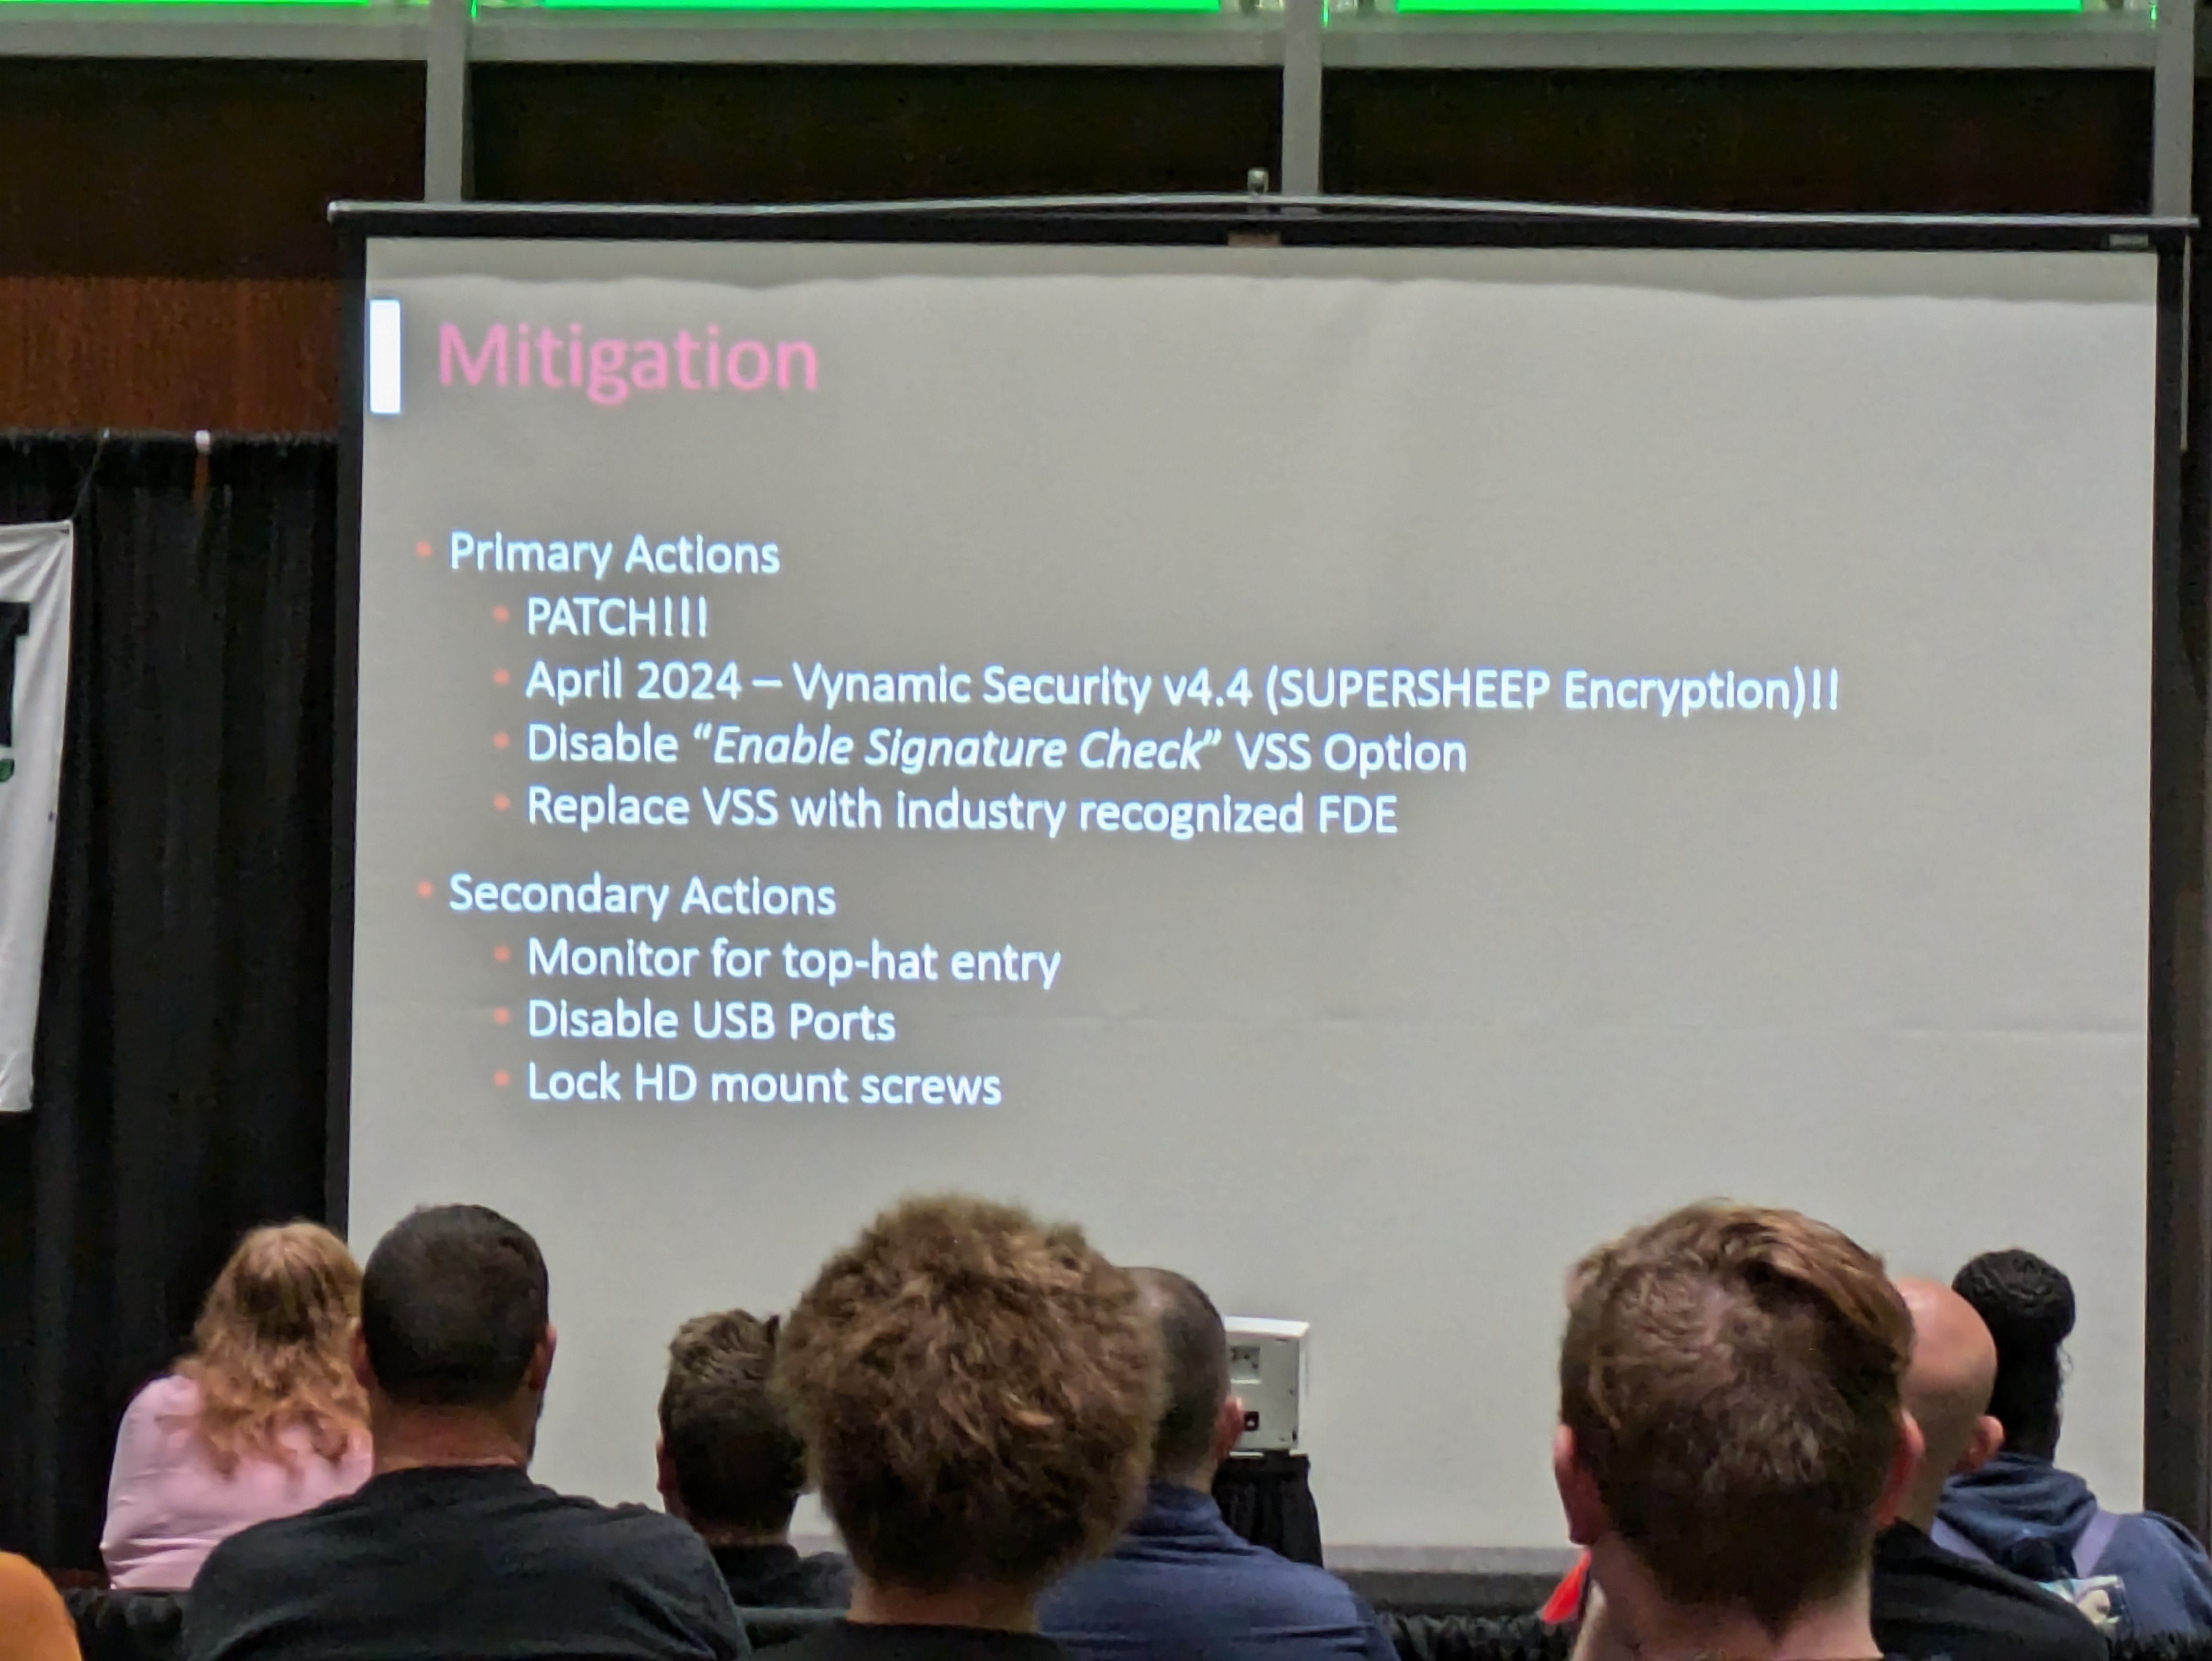 Mitigation
Primary Actions
PATCH!!!
April 2024 – Vynamic Security v4.4 (SUPERSHEEP Encryption)!!
Disable “Enable Signature Check” VSS Option
Replace VSS with industry recognized FDE
Secondary Actions
Monitor for top-hat entry
Disable USB Ports
Lock HD mount screws